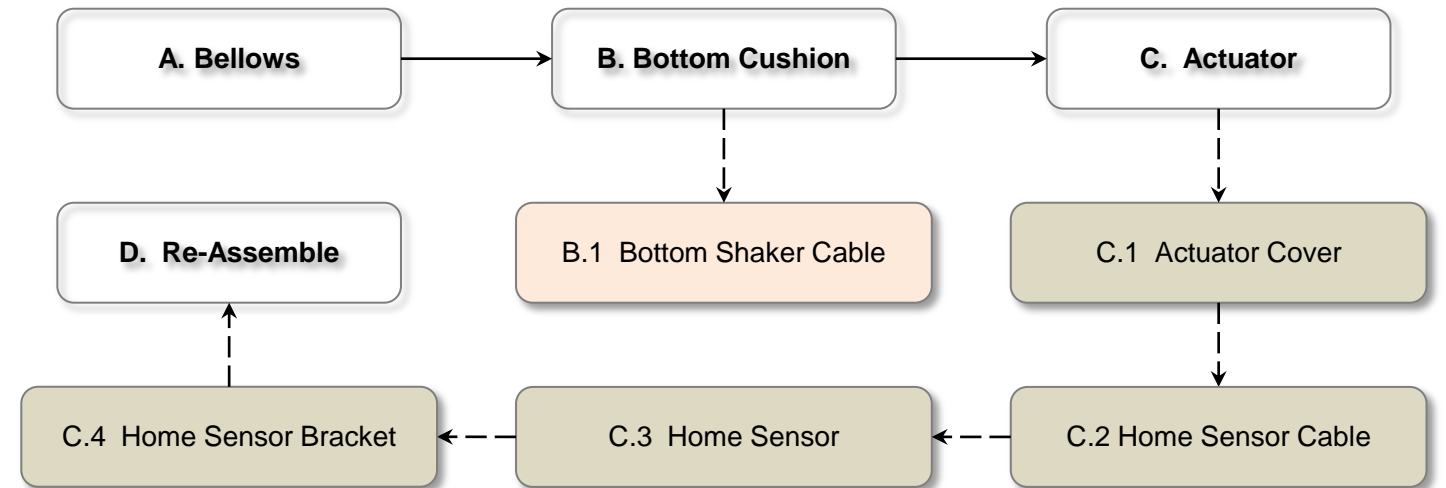 A. Bellows
B. Bottom Cushion
C. Actuator
D. Re-Assemble
B.1 Bottom Shaker Cable
C.1 Actuator Cover
C.4 Home Sensor Bracket
C.3 Home Sensor
C.2 Home Sensor Cable